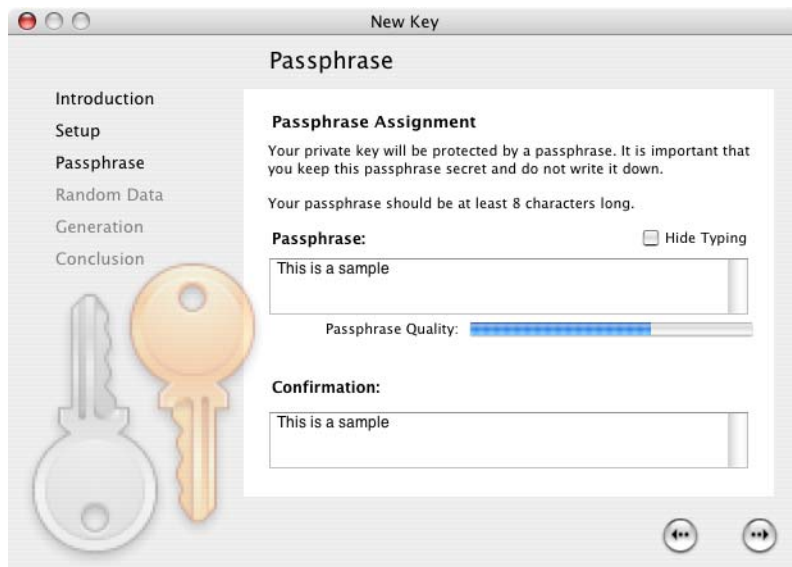 New Key
Passphrase
Introduction
Setup
Passphrase
Random Data
Generation
Conclusion
Passphrase Assignment
Your private key will be protected by a passphrase. It is important that
you keep this passphrase secret and do not write it down.
Your passphrase should be at least 8 characters long.
Passphrase:
Hide Typing
This is a sample
Passphrase Quality:
Confirmation:
This is a sample